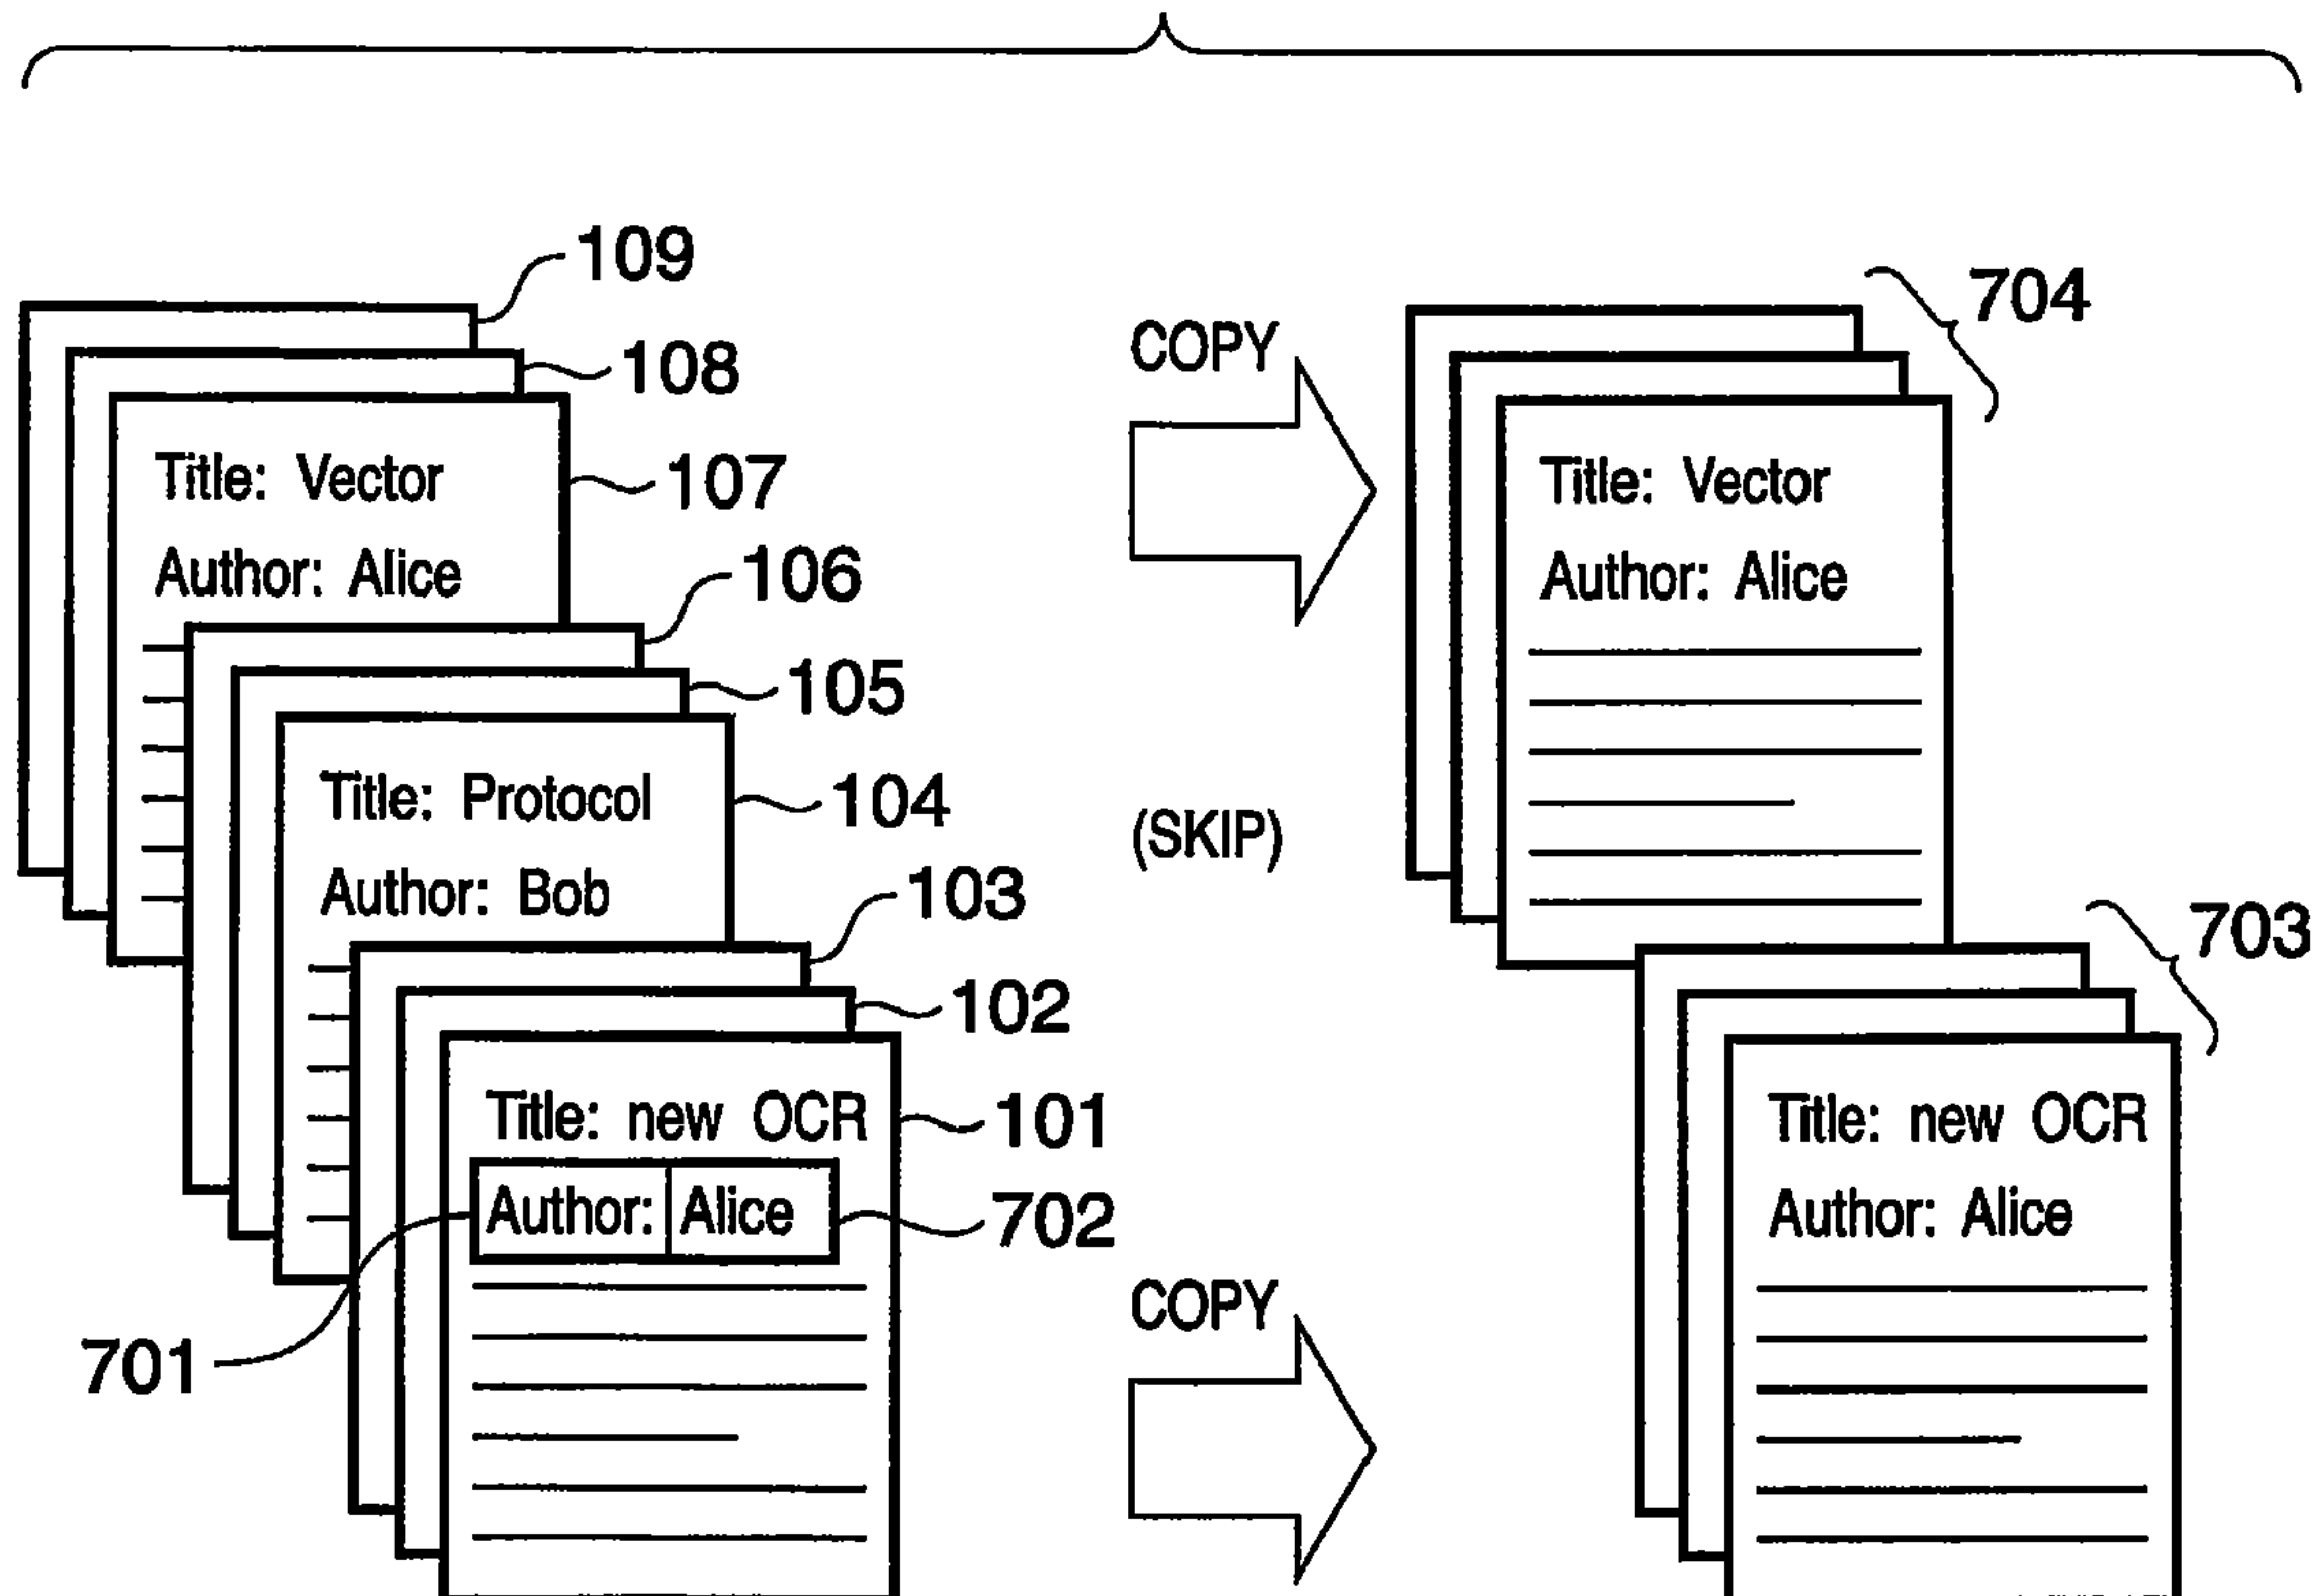 109
108
Title: Vector
107
Author: Alice
106
105
Title: Protocol
104
Author: Bob
103
102
Title: new OCR
101
Author: Alice
702
701
COPY
(SKIP)
COPY
704
Title: Vector
Author: Alice
703
Title: new OCR
Author: Alice